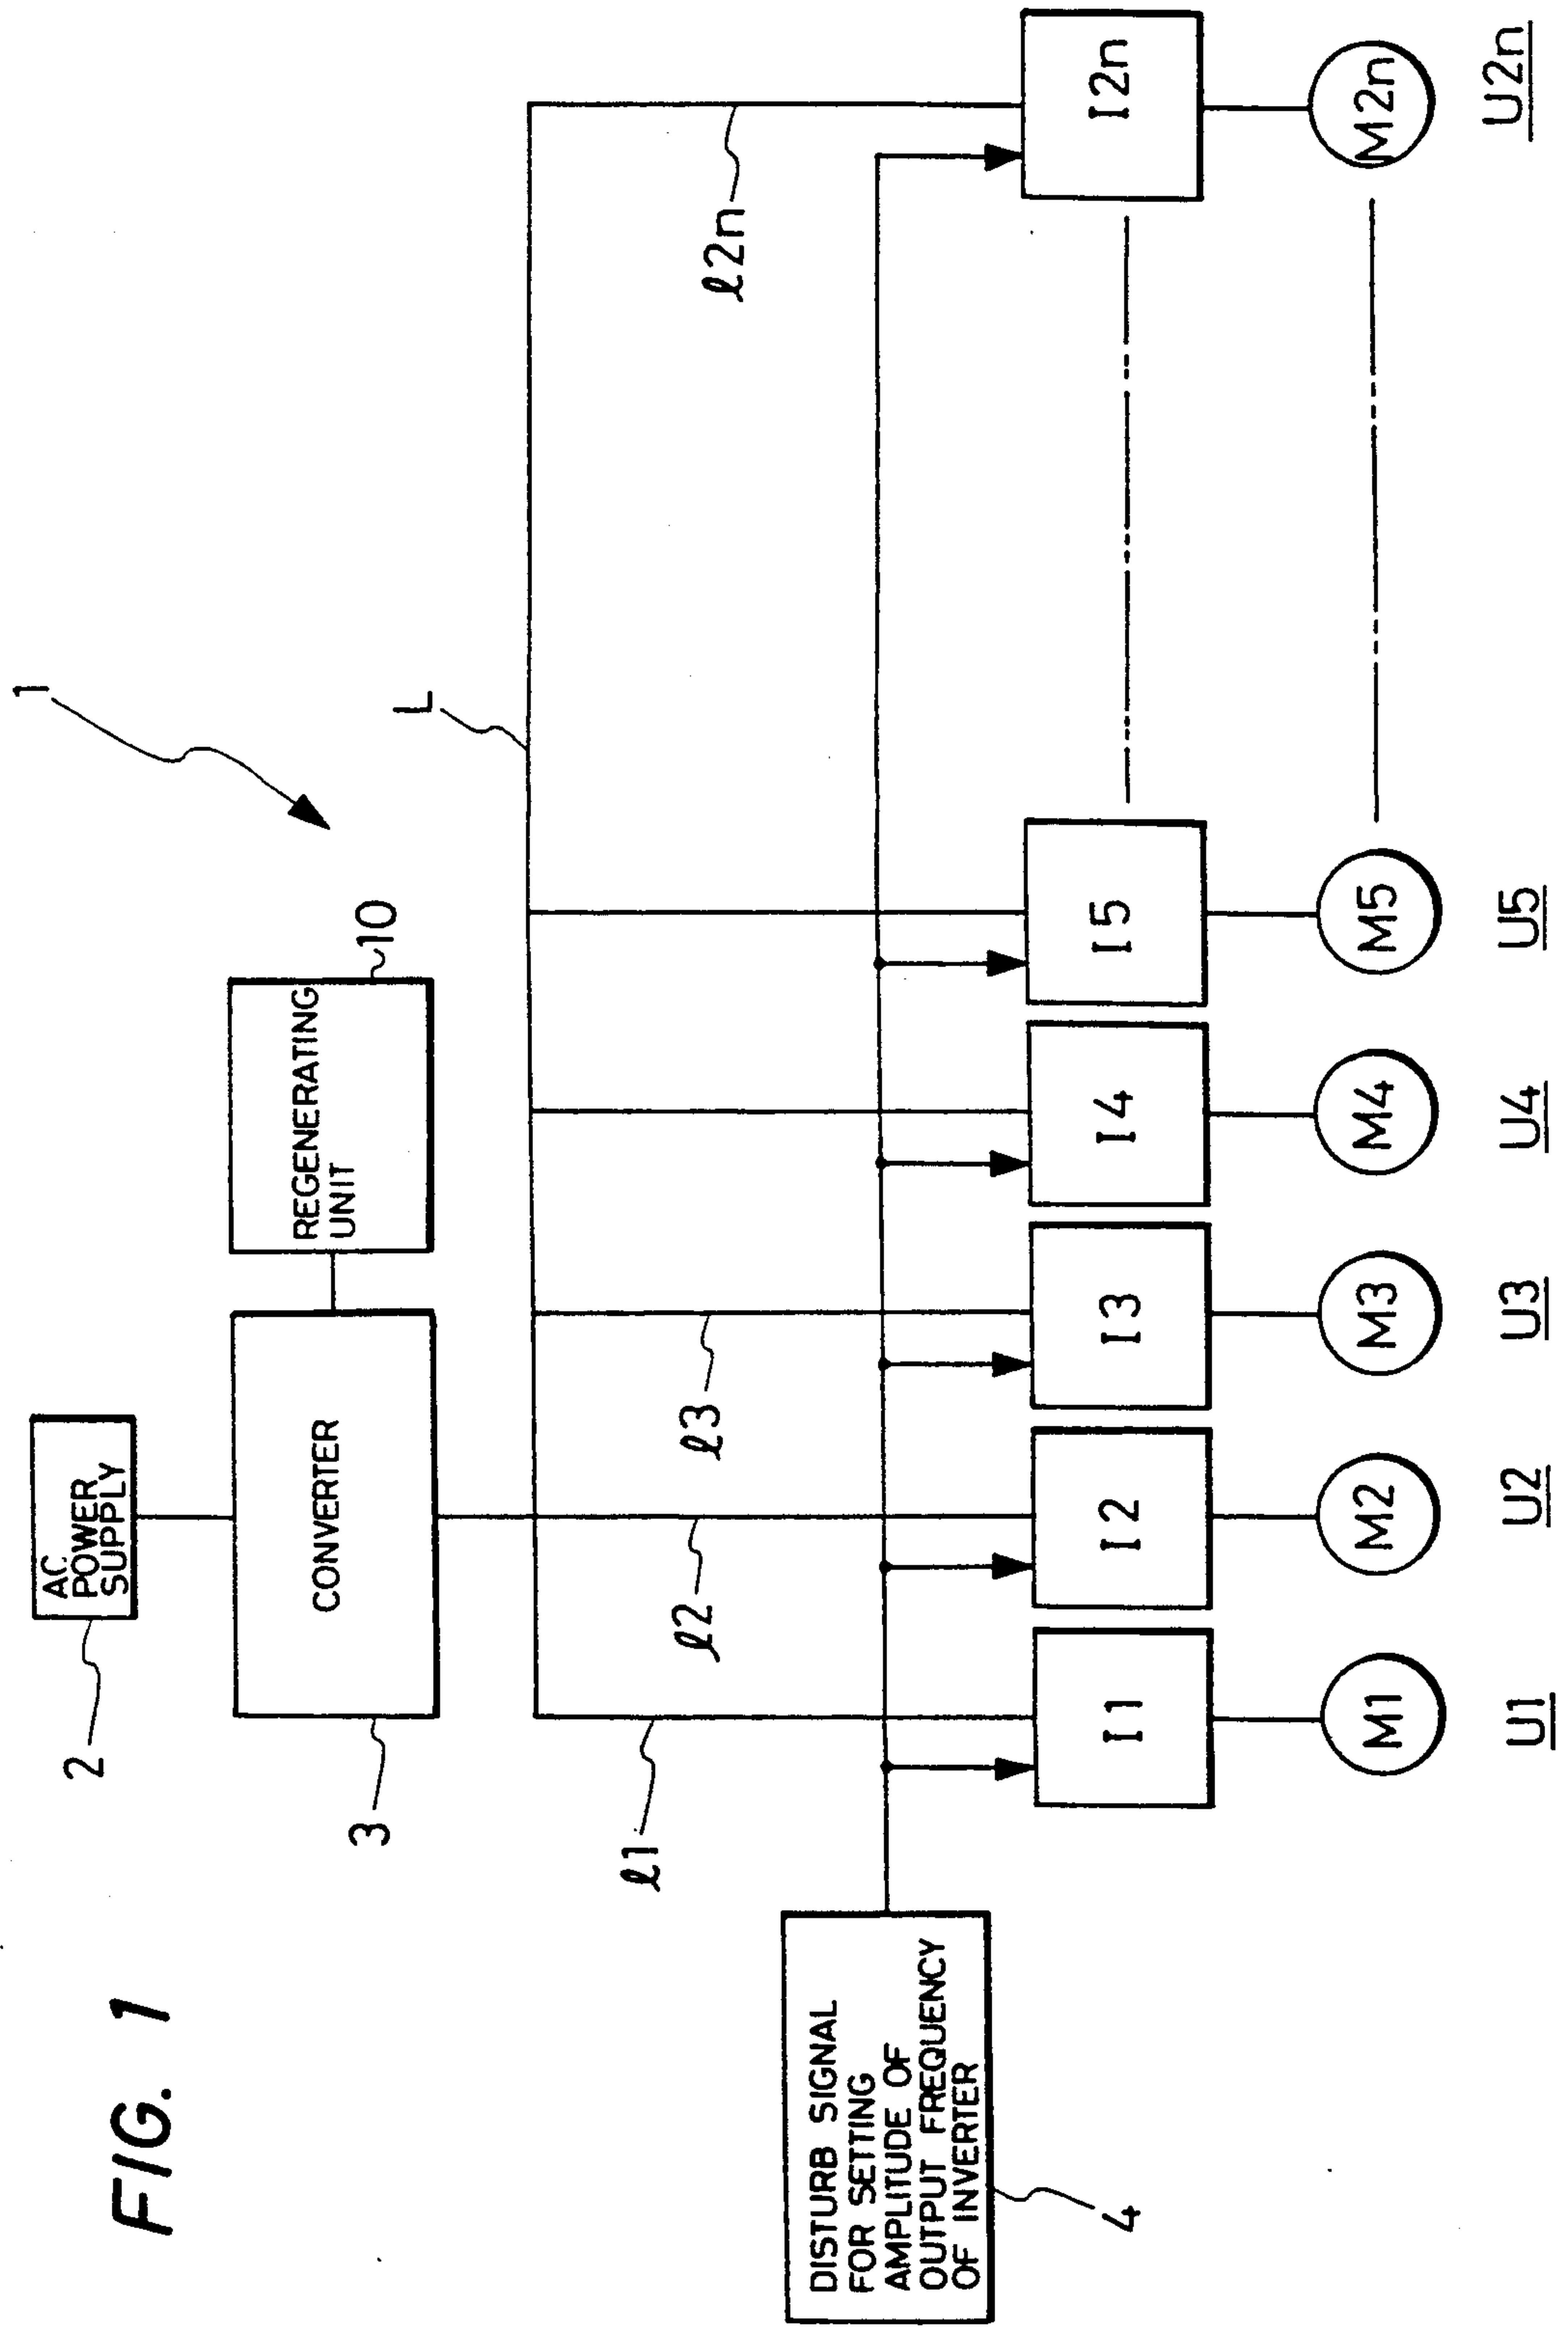 FIG. 1
1
AC
POWER
SUPPLY
2
CONVERTER
3
REGENERATING
UNIT
10
L
ℓ1
ℓ2
ℓ3
ℓ2n
DISTURB SIGNAL
FOR SETTING
AMPLITUDE OF
OUTPUT FREQUENCY
OF INVERTER
4
I1
I2
I3
I4
I5
I2n
M1
M2
M3
M4
M5
M2n
U1
U2
U3
U4
U5
U2n